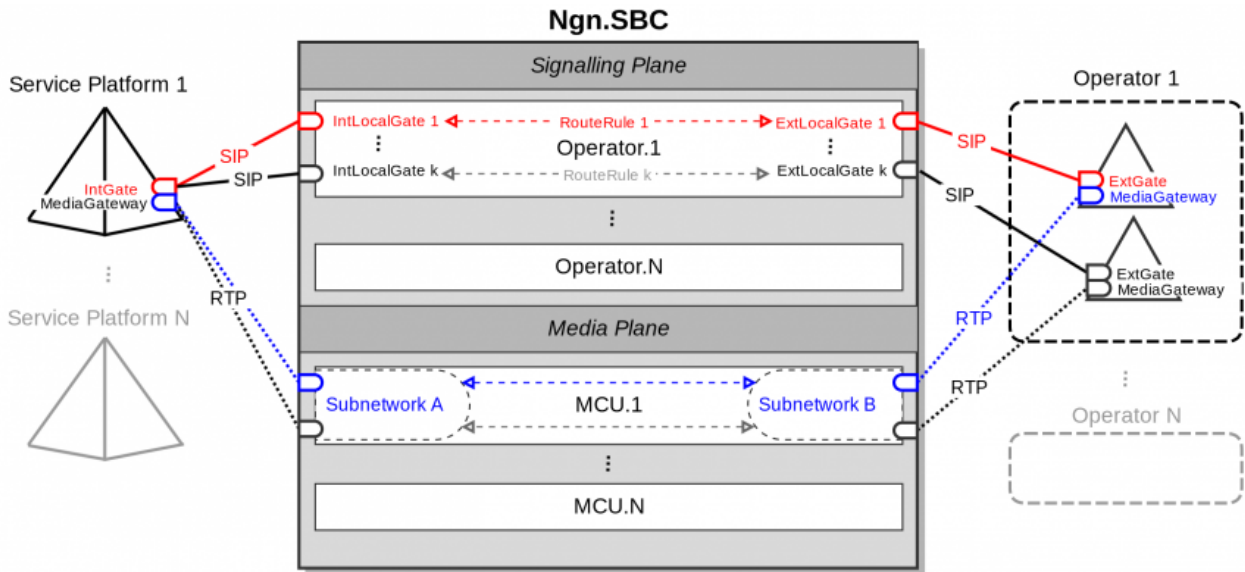 Ngn.SBC
Signalling Plane
Service Platform 1
Operator 1
IntLocalGate 1
RouteRule 1
ExtLocalGate 1
SIP
SIP
Operator.1
IntLocalGate k
RouteRule k
ExtLocalGate k
SIP
SIP
IntGate
MediaGateway
ExtGate
MediaGateway
Operator.N
ExtGate
MediaGateway
RTP
Service Platform N
Media Plane
RTP
RTP
Subnetwork A
MCU.1
Subnetwork B
Operator N
MCU.N